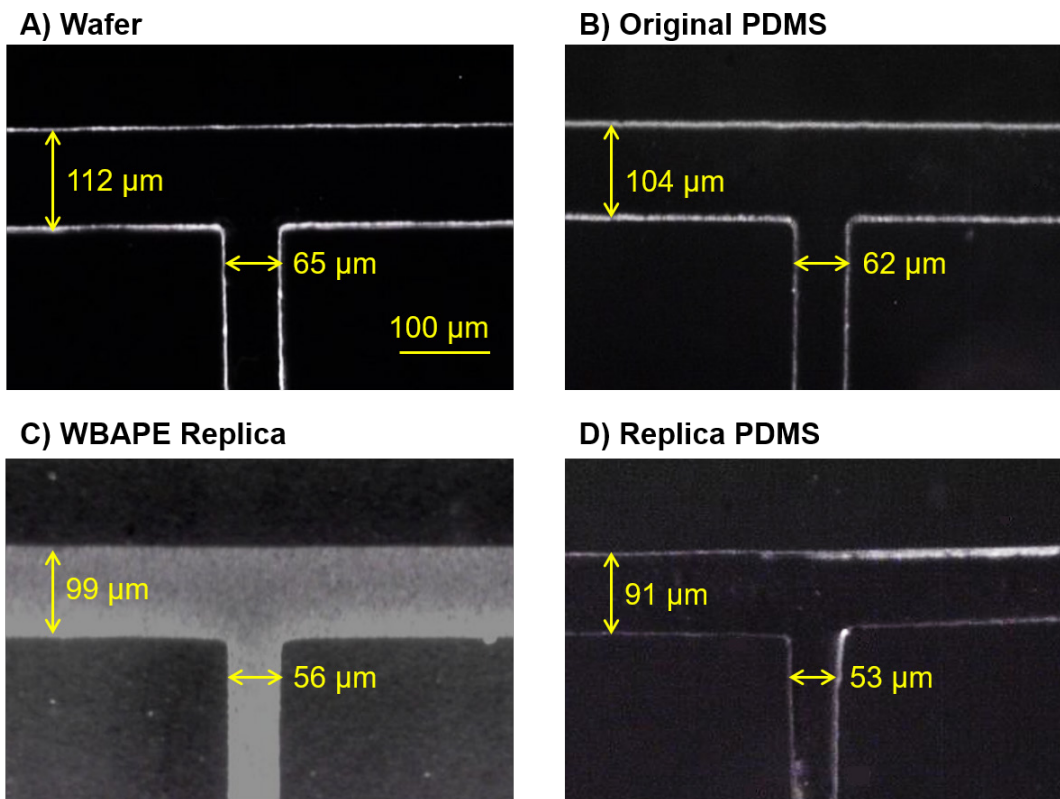 A) Wafer
112 µm
65 µm
100 µm
B) Original PDMS
104 µm
62 µm
C) WBAPE Replica
99 µm
56 µm
D) Replica PDMS
91 µm
53 µm